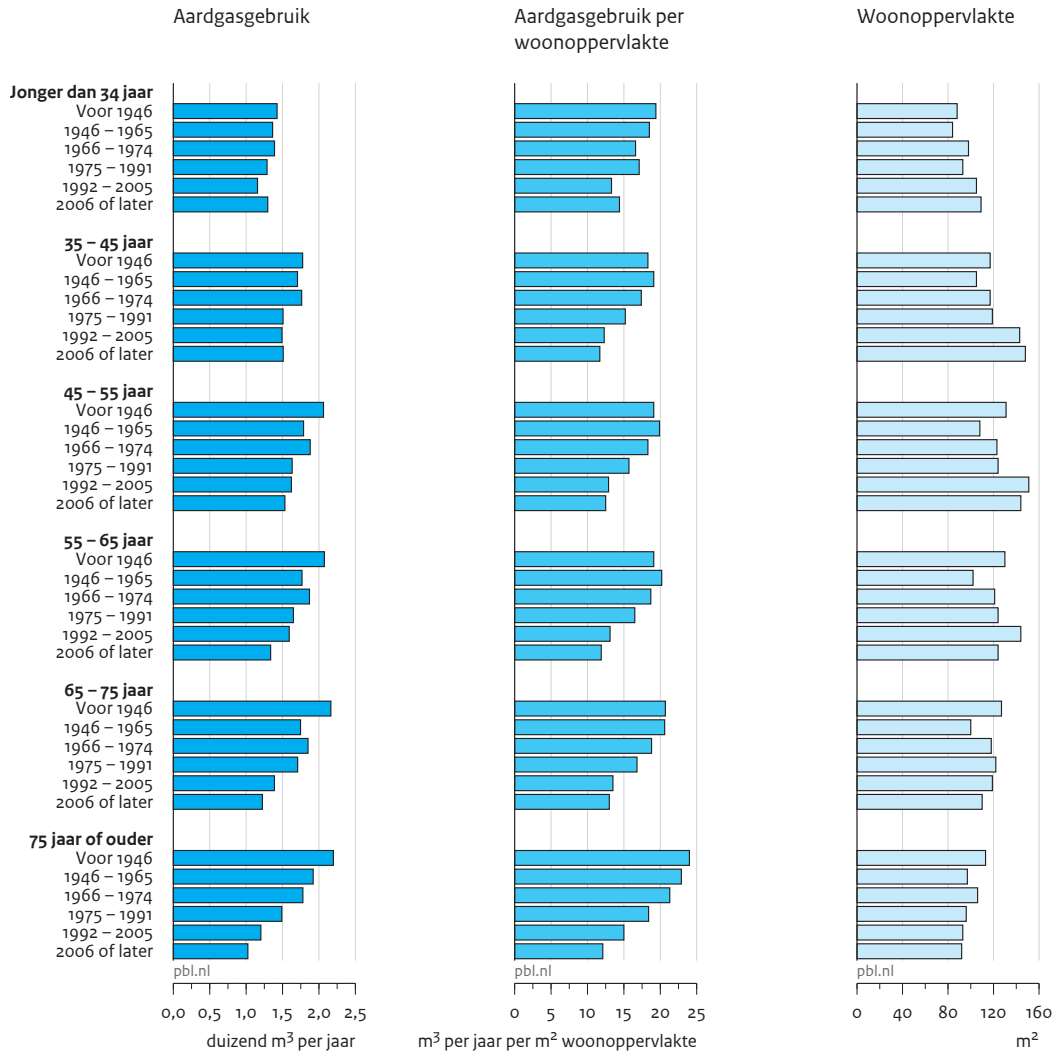 Aardgasgebruik
Aardgasgebruik per
woonoppervlakte
Woonoppervlakte
Jonger dan 34 jaar
Voor 1946
1946 – 1965
1966 – 1974
1975 – 1991
1992 – 2005
2006 of later
35 – 45 jaar
Voor 1946
1946 – 1965
1966 – 1974
1975 – 1991
1992 – 2005
2006 of later
45 – 55 jaar
Voor 1946
1946 – 1965
1966 – 1974
1975 – 1991
1992 – 2005
2006 of later
55 – 65 jaar
Voor 1946
1946 – 1965
1966 – 1974
1975 – 1991
1992 – 2005
2006 of later
65 – 75 jaar
Voor 1946
1946 – 1965
1966 – 1974
1975 – 1991
1992 – 2005
2006 of later
75 jaar of ouder
Voor 1946
1946 – 1965
1966 – 1974
1975 – 1991
1992 – 2005
2006 of later
pbl.nl pbl.nl pbl.nl
0,0 0,5 1,0 1,5 2,0 2,5 0 5 10 15 20 25 0 40 80 120 160
duizend m³ per jaar m³ per jaar per m² woonoppervlakte m²